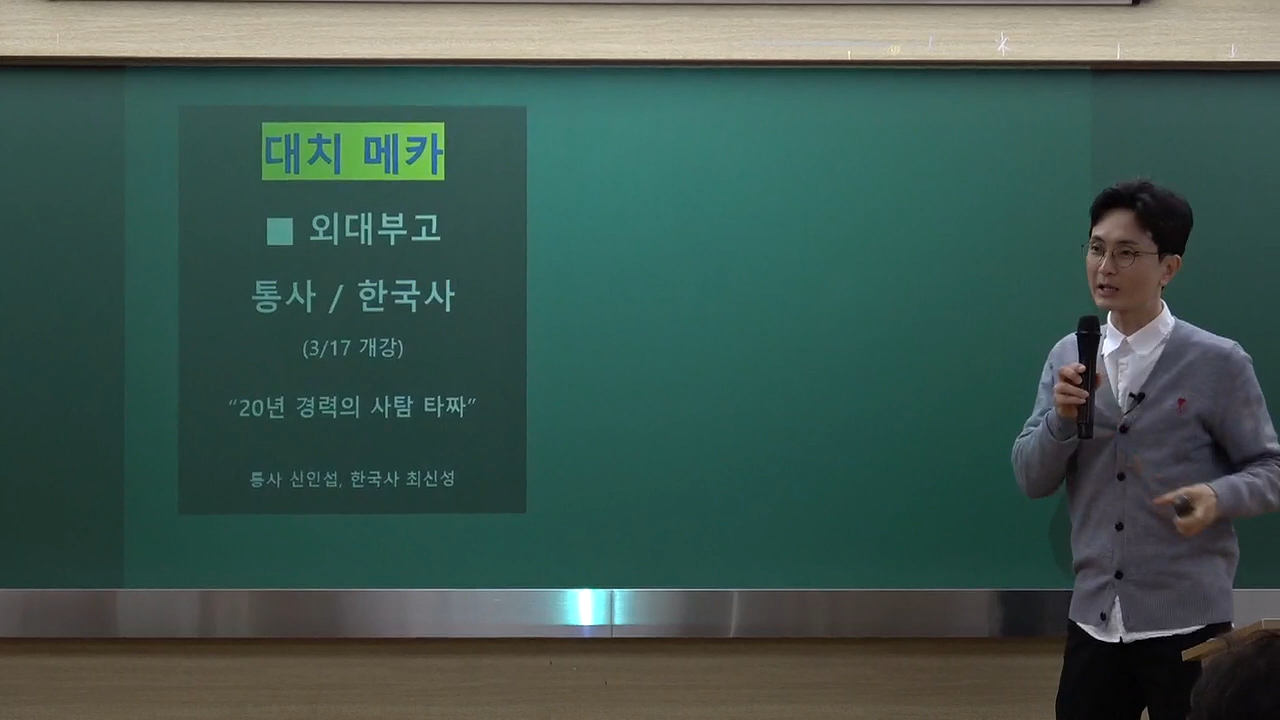 대치 메카
■ 외대부고
통사 / 한국사
(3/17 개강)
“20년 경력의 사탐 타짜”
통사 신인섭, 한국사 최신성